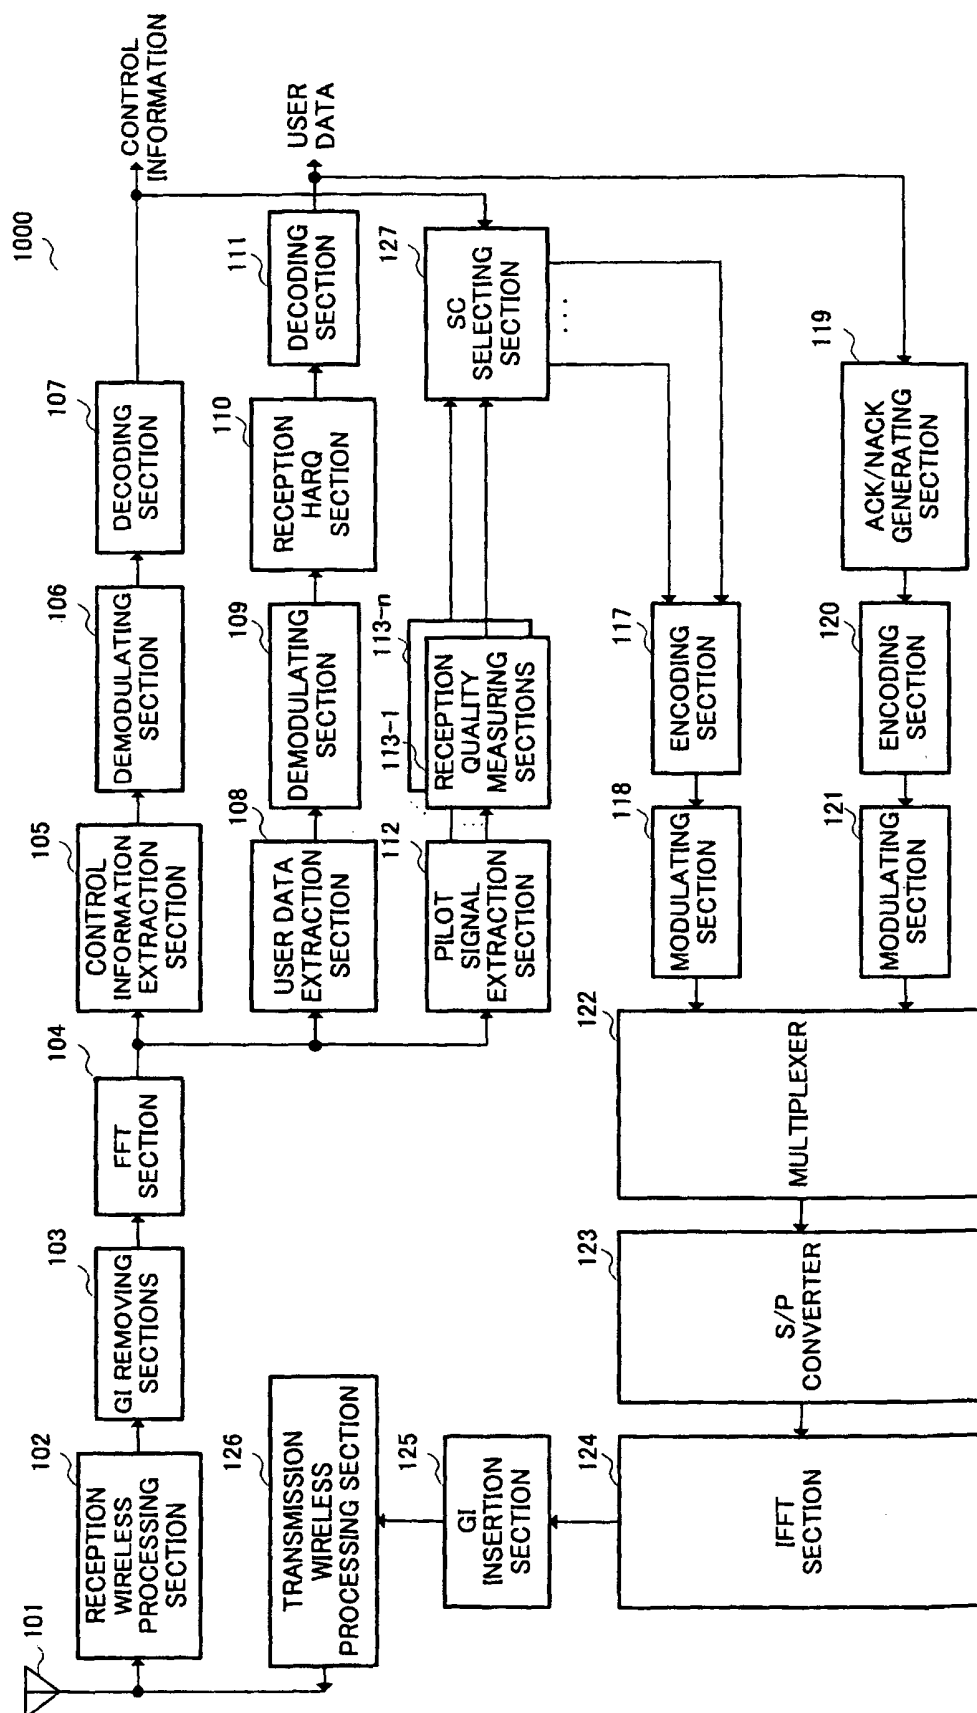 1000
101
102
RECEPTION
WIRELESS
PROCESSING
SECTION
103
GI REMOVING
SECTIONS
104
FFT
SECTION
105
CONTROL
INFORMATION
EXTRACTION
SECTION
106
DEMODULATING
SECTION
107
DECODING
SECTION
CONTROL
INFORMATION
108
USER DATA
EXTRACTION
SECTION
109
DEMODULATING
SECTION
110
RECEPTION
HARQ
SECTION
111
DECODING
SECTION
USER
DATA
112
PILOT
SIGNAL
EXTRACTION
SECTION
113-1
113-n
RECEPTION
QUALITY
MEASURING
SECTIONS
127
SC
SELECTING
SECTION
117
ENCODING
SECTION
118
MODULATING
SECTION
119
ACK/NACK
GENERATING
SECTION
120
ENCODING
SECTION
121
MODULATING
SECTION
122
MULTIPLEXER
123
S/P
CONVERTER
124
IFFT
SECTION
125
GI
INSERTION
SECTION
126
TRANSMISSION
WIRELESS
PROCESSING SECTION